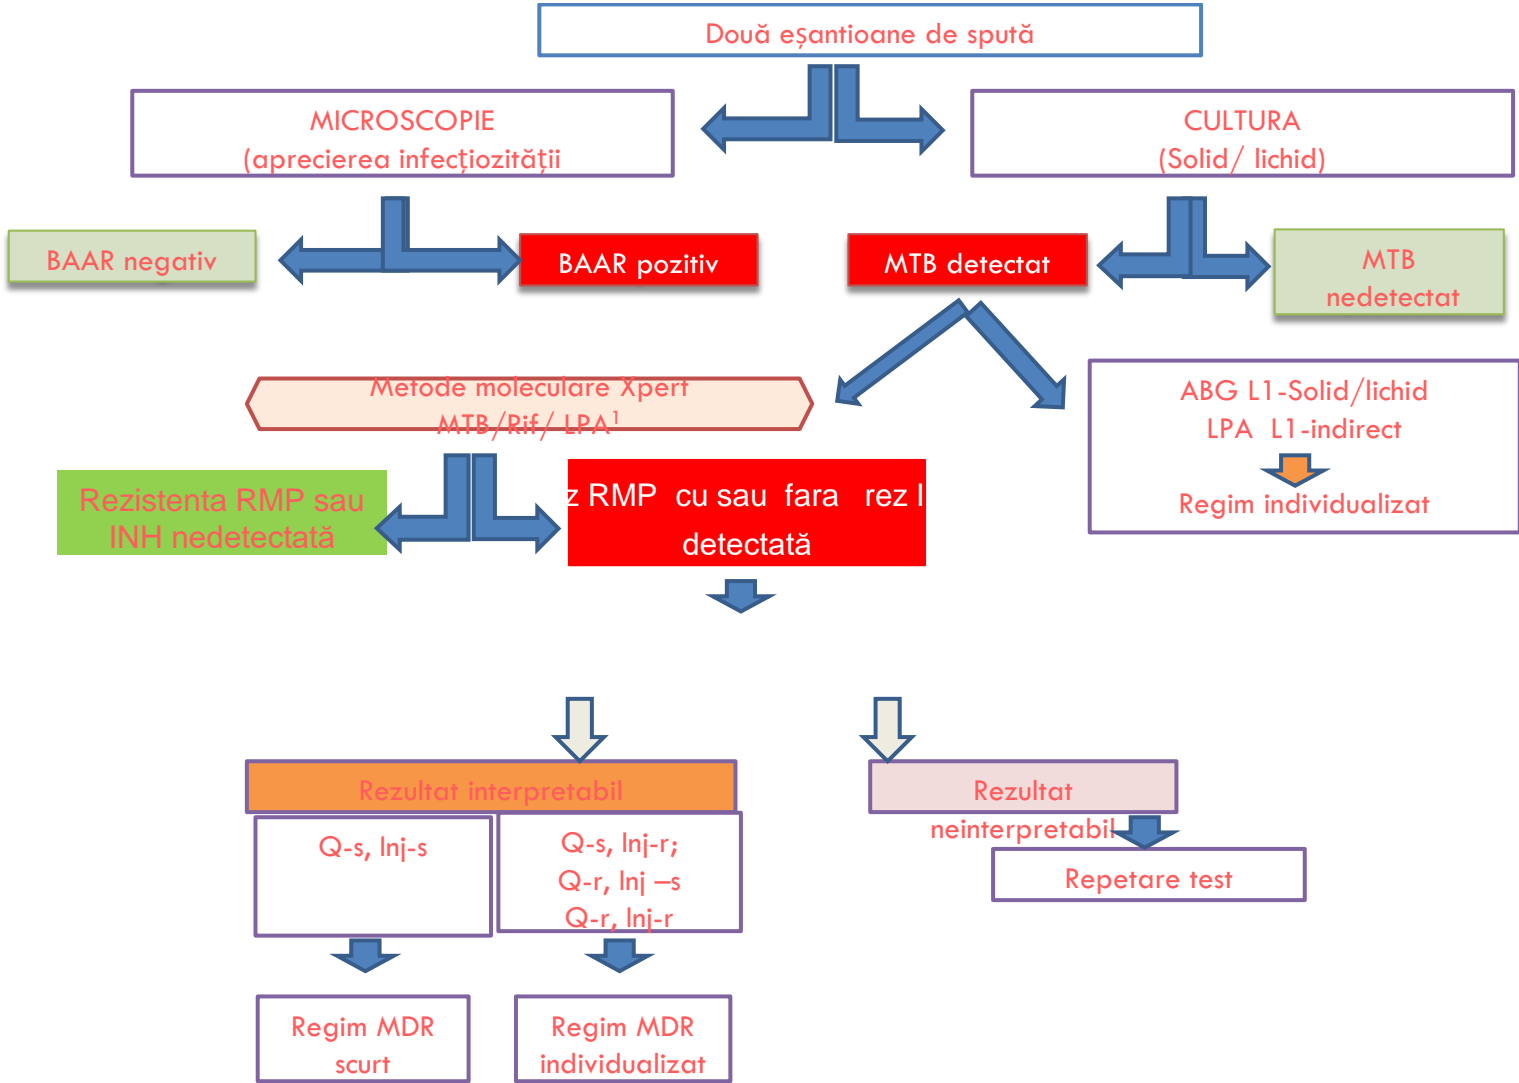 Două eșantioane de spută
MICROSCOPIE
(aprecierea infecțiozității
CULTURA
(Solid/ lichid)
BAAR negativ
BAAR pozitiv
MTB detectat
MTB
nedetectat
Metode moleculare Xpert
MTB/Rif/ LPA¹
ABG L1-Solid/lichid
LPA L1-indirect
Regim individualizat
Rezistenta RMP sau
INH nedetectată
z RMP cu sau fara rez I
detectată
Rezultat interpretabil
Rezultat
neinterpretabil
Q-s, Inj-s
Q-s, Inj-r;
Q-r, Inj –s
Q-r, Inj-r
Repetare test
Regim MDR
scurt
Regim MDR
individualizat